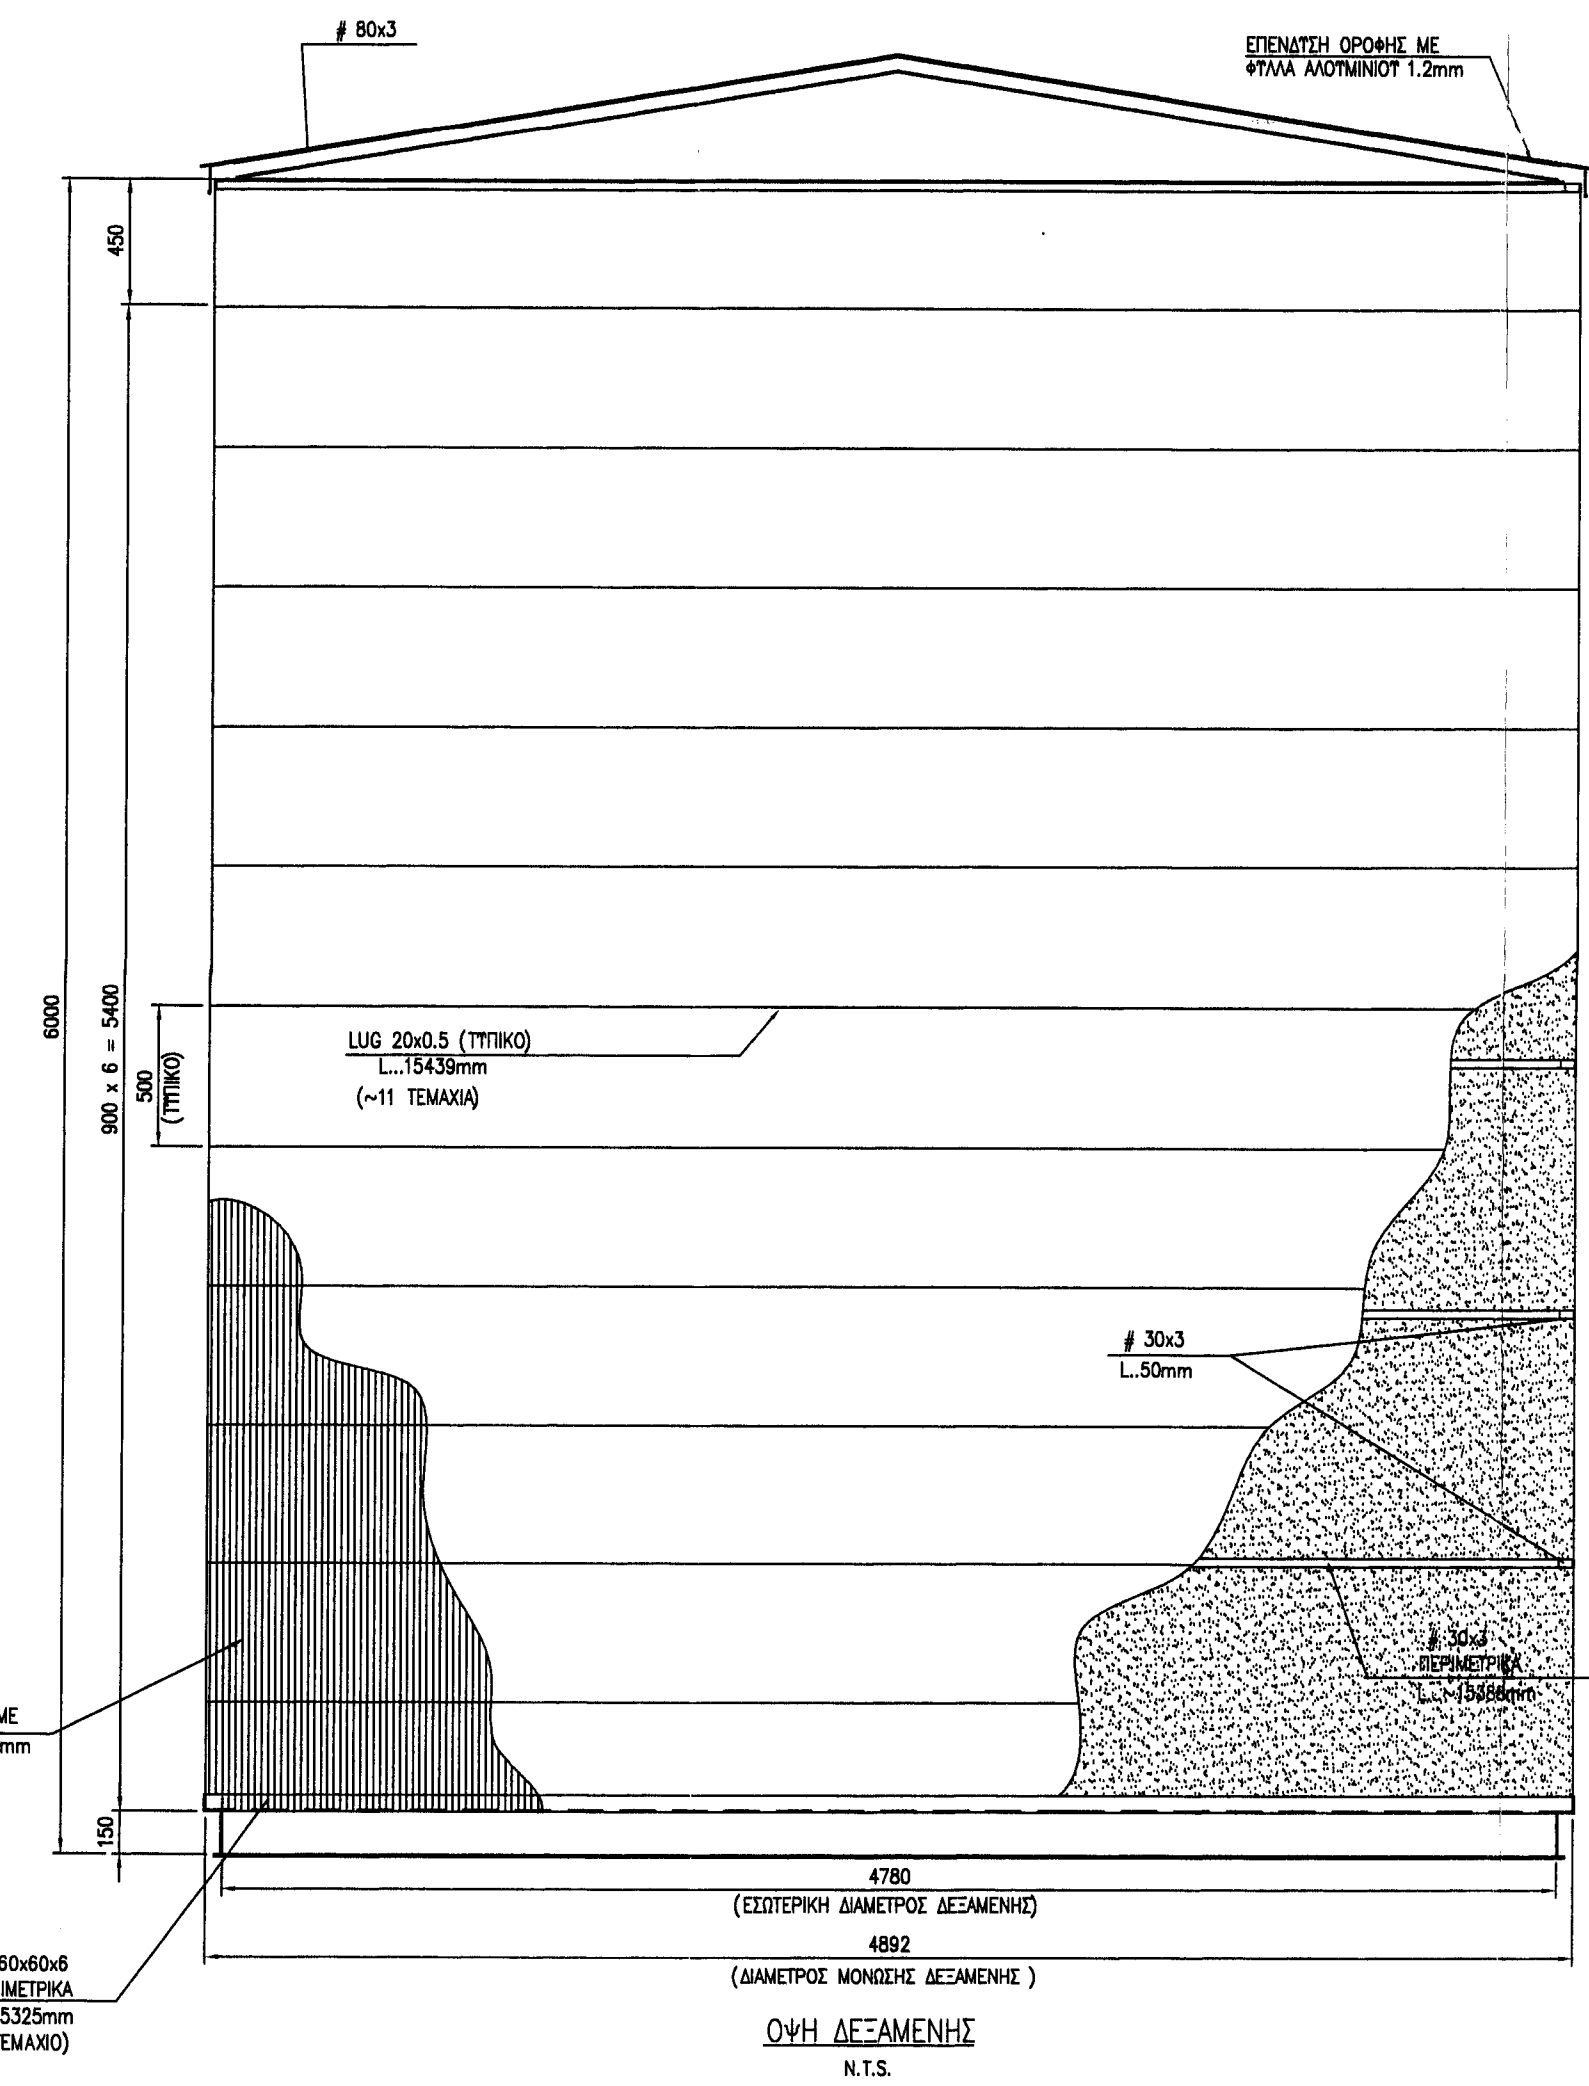 # 80x3
ΕΠΕΝΔΥΣΗ ΟΡΟΦΗΣ ΜΕ
ΦΥΛΛΑ ΑΛΟΥΜΙΝΙΟΥ 1.2mm
450
6000
900 x 6 = 5400
500
(ΤΥΠΙΚΟ)
LUG 20x0.5 (ΤΥΠΙΚΟ)
L...15439mm
(~11 ΤΕΜΑΧΙΑ)
# 30x3
L..50mm
# 30x3
ΠΕΡΙΜΕΤΡΙΚΑ
L...~15386mm
ΜΕ
mm
150
4780
(ΕΣΩΤΕΡΙΚΗ ΔΙΑΜΕΤΡΟΣ ΔΕΞΑΜΕΝΗΣ)
4892
(ΔΙΑΜΕΤΡΟΣ ΜΟΝΩΣΗΣ ΔΕΞΑΜΕΝΗΣ )
60x60x6
ΙΜΕΤΡΙΚΑ
5325mm
ΕΜΑΧΙΟ)
ΟΨΗ ΔΕΞΑΜΕΝΗΣ
N.T.S.